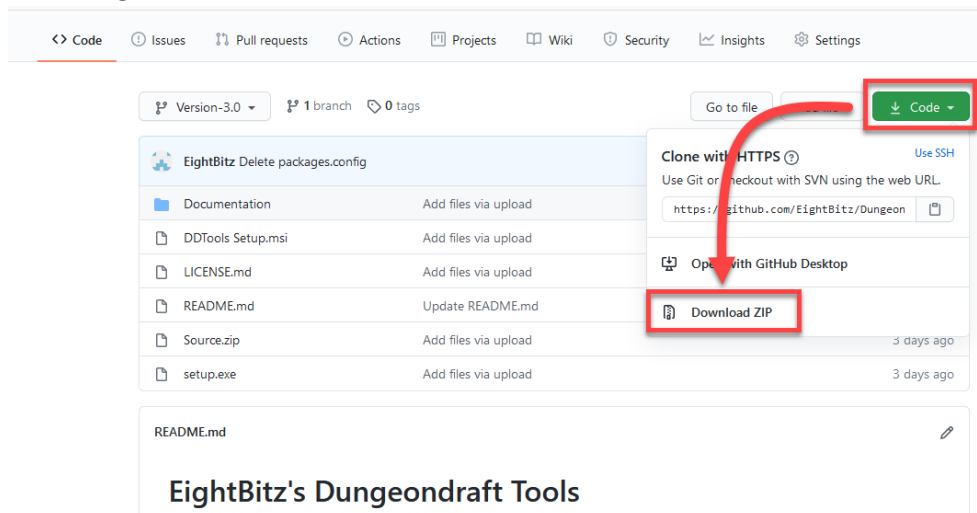 Code Issues Pull requests Actions Projects Wiki Security Insights Settings
Version-3.0 1 branch 0 tags Go to file Code
EightBitz Delete packages.config
Clone with HTTPS Use SSH
Use Git or checkout with SVN using the web URL.
https://github.com/EightBitz/Dungeon
Open with GitHub Desktop
Download ZIP
Documentation Add files via upload
DDTools Setup.msi Add files via upload
LICENSE.md Add files via upload
README.md Update README.md
Source.zip Add files via upload 3 days ago
setup.exe Add files via upload 3 days ago
README.md
EightBitz's Dungeondraft Tools